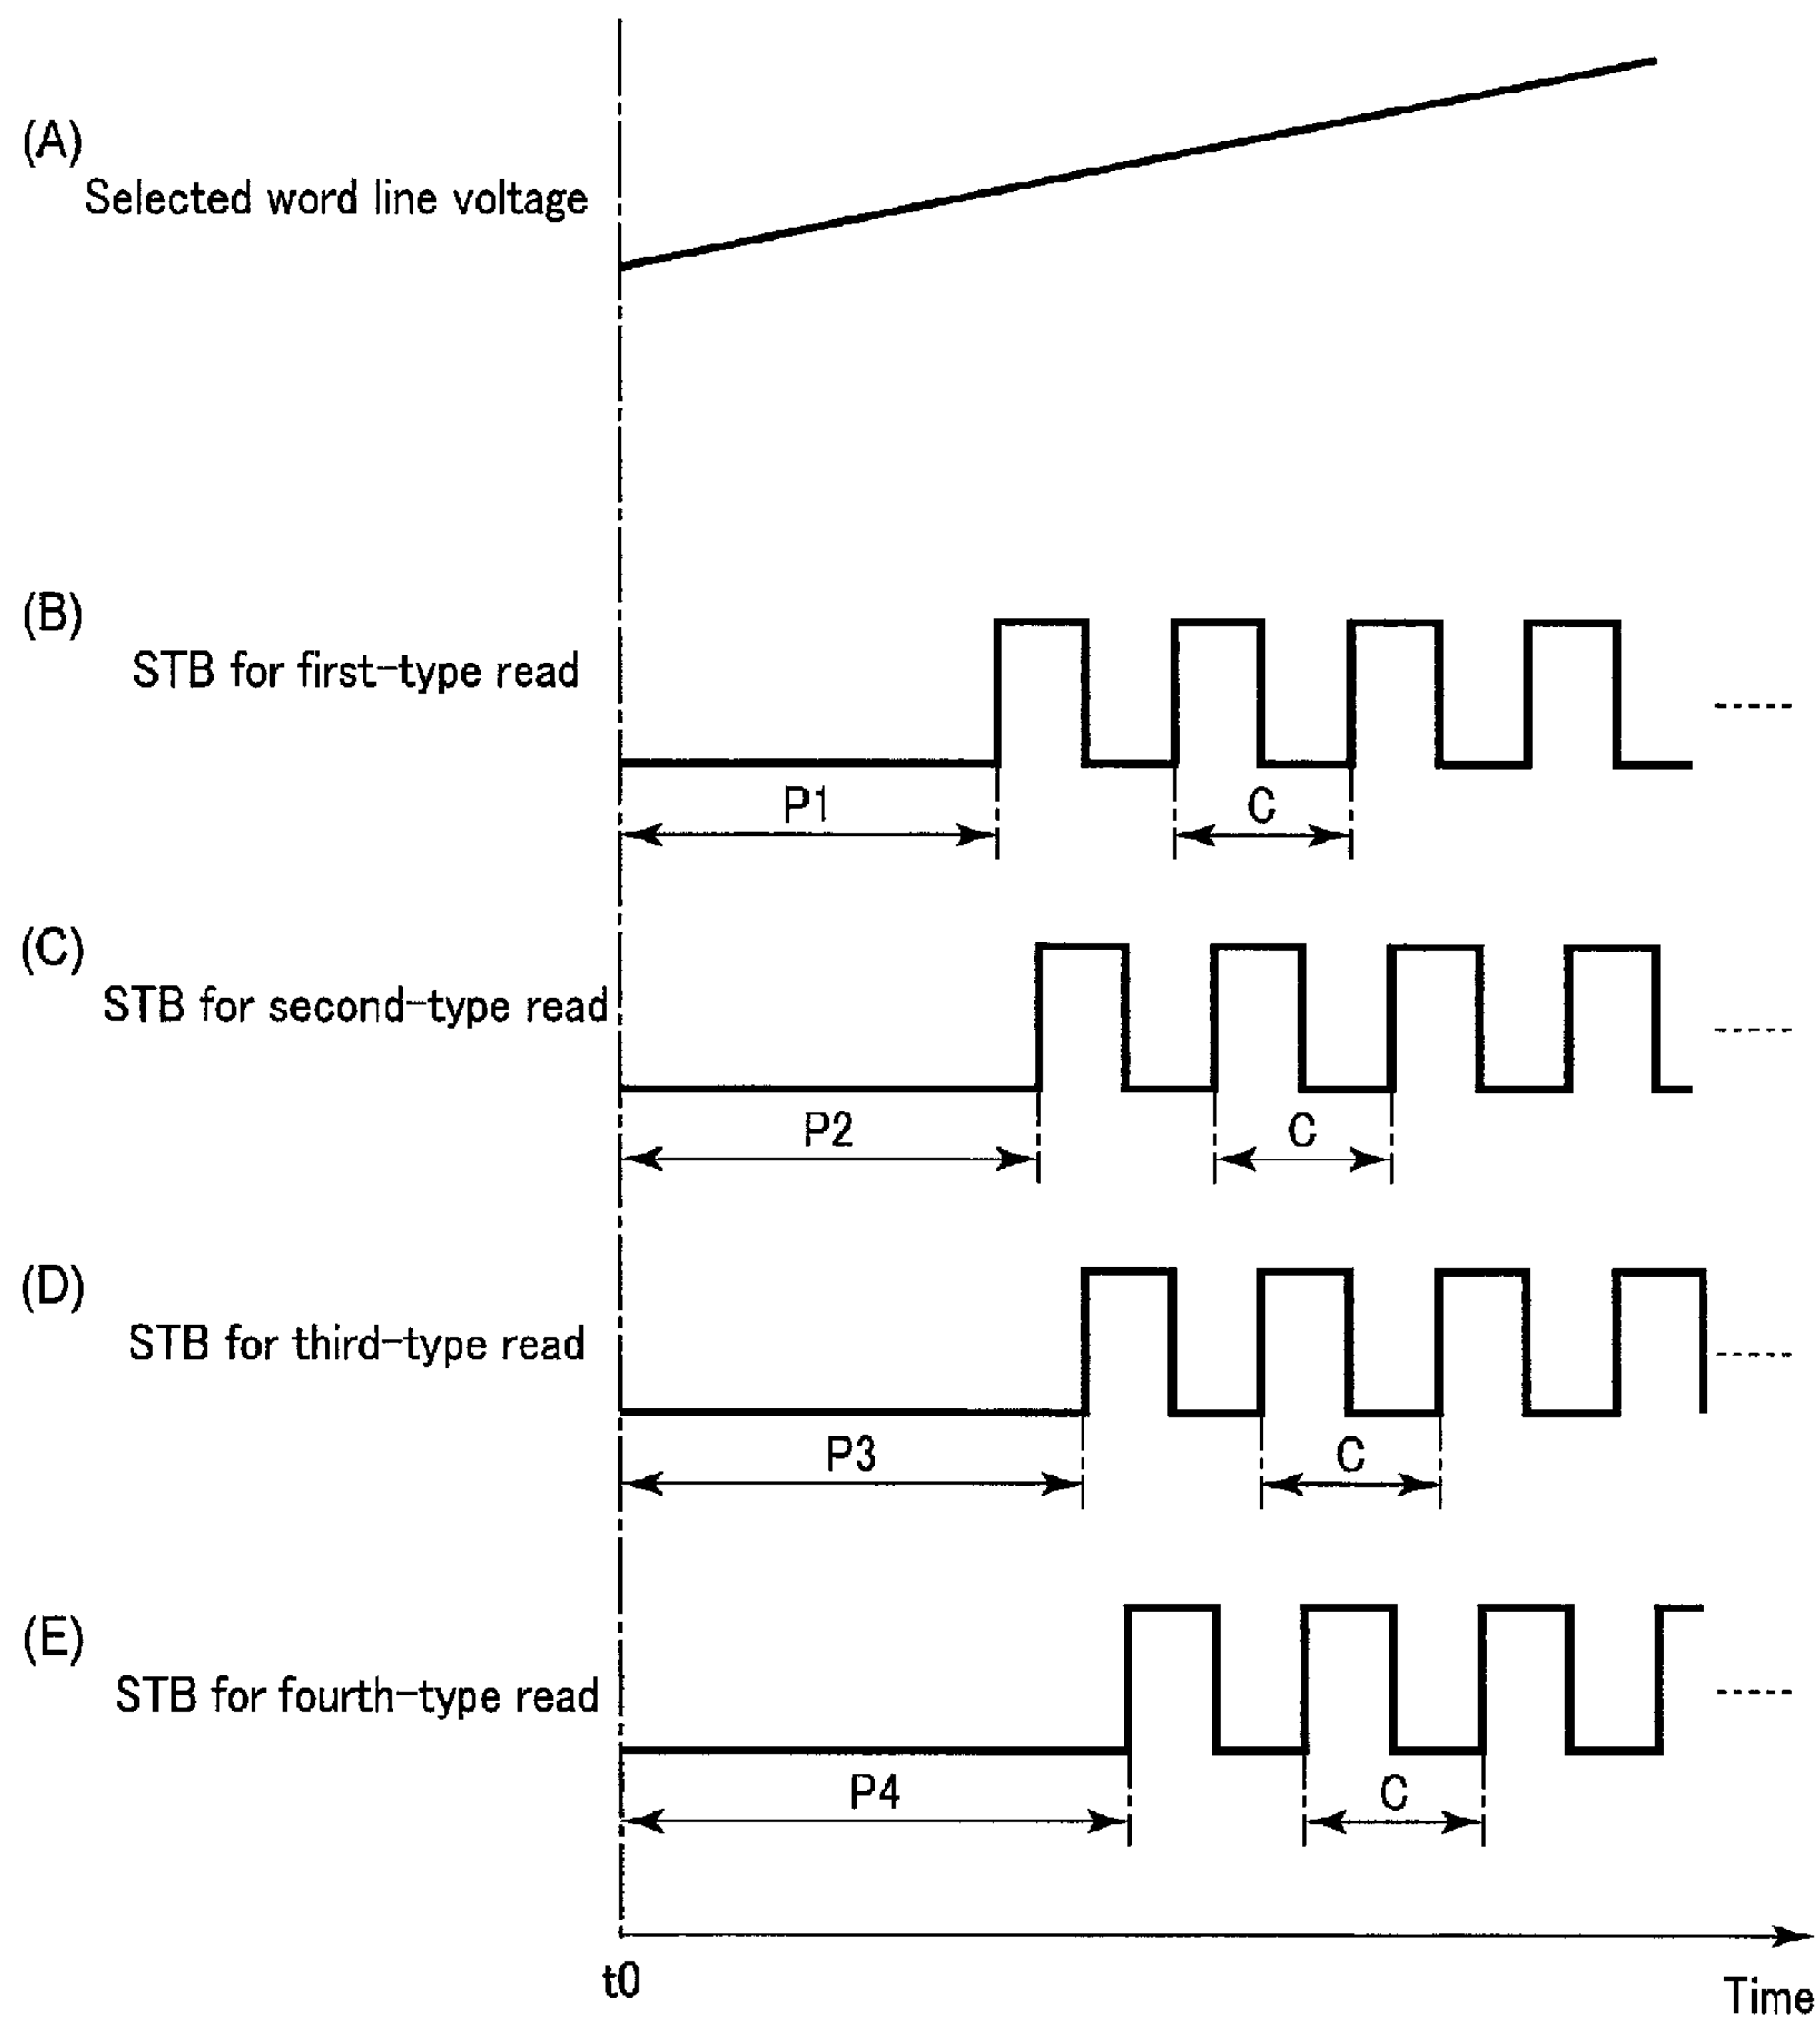 (A)
Selected word line voltage
(B)
STB for first-type read
P1
C
(C)
STB for second-type read
P2
C
(D)
STB for third-type read
P3
C
(E)
STB for fourth-type read
P4
C
t0
Time